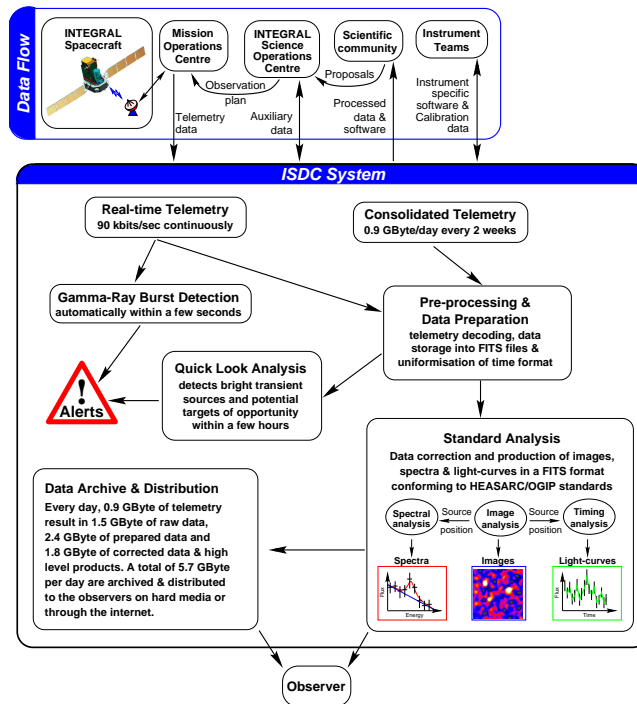 Data Flow
INTEGRAL
Spacecraft
Mission
Operations
Centre
INTEGRAL
Science
Operations
Centre
Scientific
community
Instrument
Teams
Observation
plan
Proposals
Telemetry
data
Auxiliary
data
Processed
data &
software
Instrument
specific
software &
Calibration
data
ISDC System
Real-time Telemetry
90 kbits/sec continuously
Consolidated Telemetry
0.9 GByte/day every 2 weeks
Gamma-Ray Burst Detection
automatically within a few seconds
Pre-processing &
Data Preparation
telemetry decoding, data
storage into FITS files &
uniformisation of time format
Quick Look Analysis
detects bright transient
sources and potential
targets of opportunity
within a few hours
!
Alerts
Standard Analysis
Data correction and production of images,
spectra & light-curves in a FITS format
conforming to HEASARC/OGIP standards
Spectral
analysis
Source
position
Image
analysis
Source
position
Timing
analysis
Spectra
Images
Light-curves
Flux
Energy
Flux
Time
Data Archive & Distribution
Every day, 0.9 GByte of telemetry
result in 1.5 GByte of raw data,
2.4 GByte of prepared data and
1.8 GByte of corrected data & high
level products. A total of 5.7 GByte
per day are archived & distributed
to the observers on hard media or
through the internet.
Observer